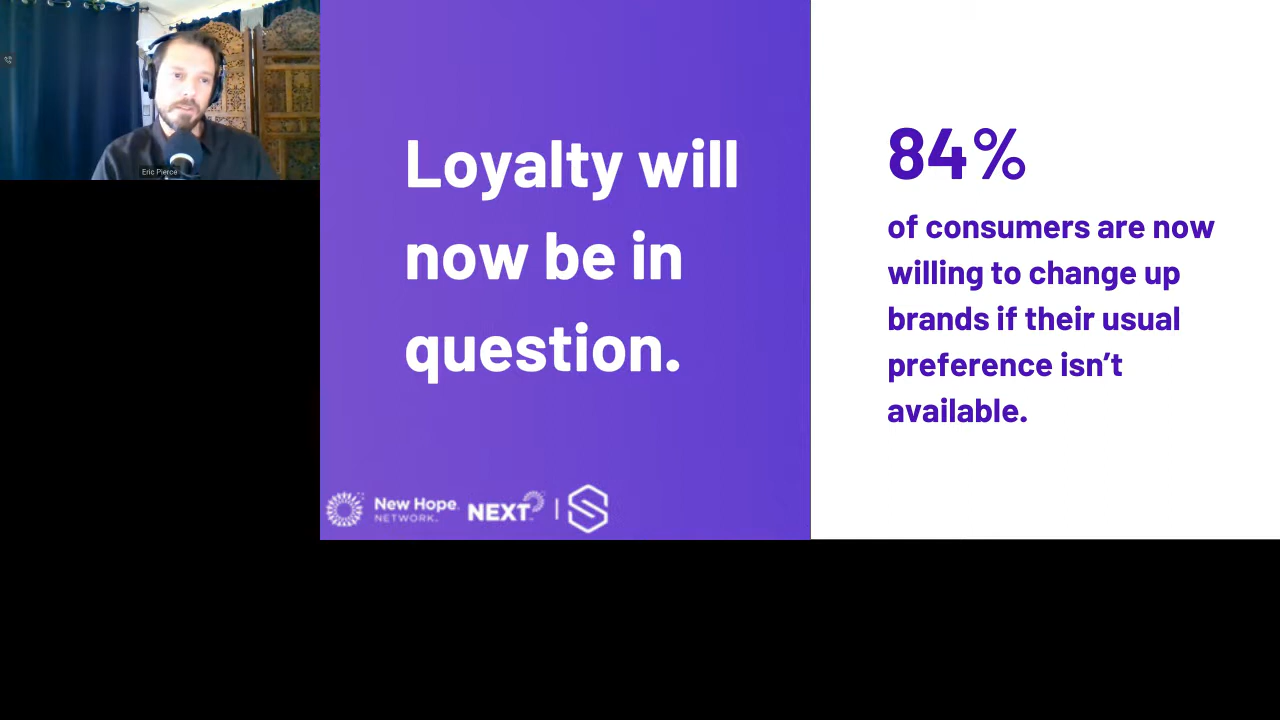 Eric Pierce
Loyalty will
now be in
question.
84%
of consumers are now
willing to change up
brands if their usual
preference isn’t
available.
New Hope
NETWORK
NEXT